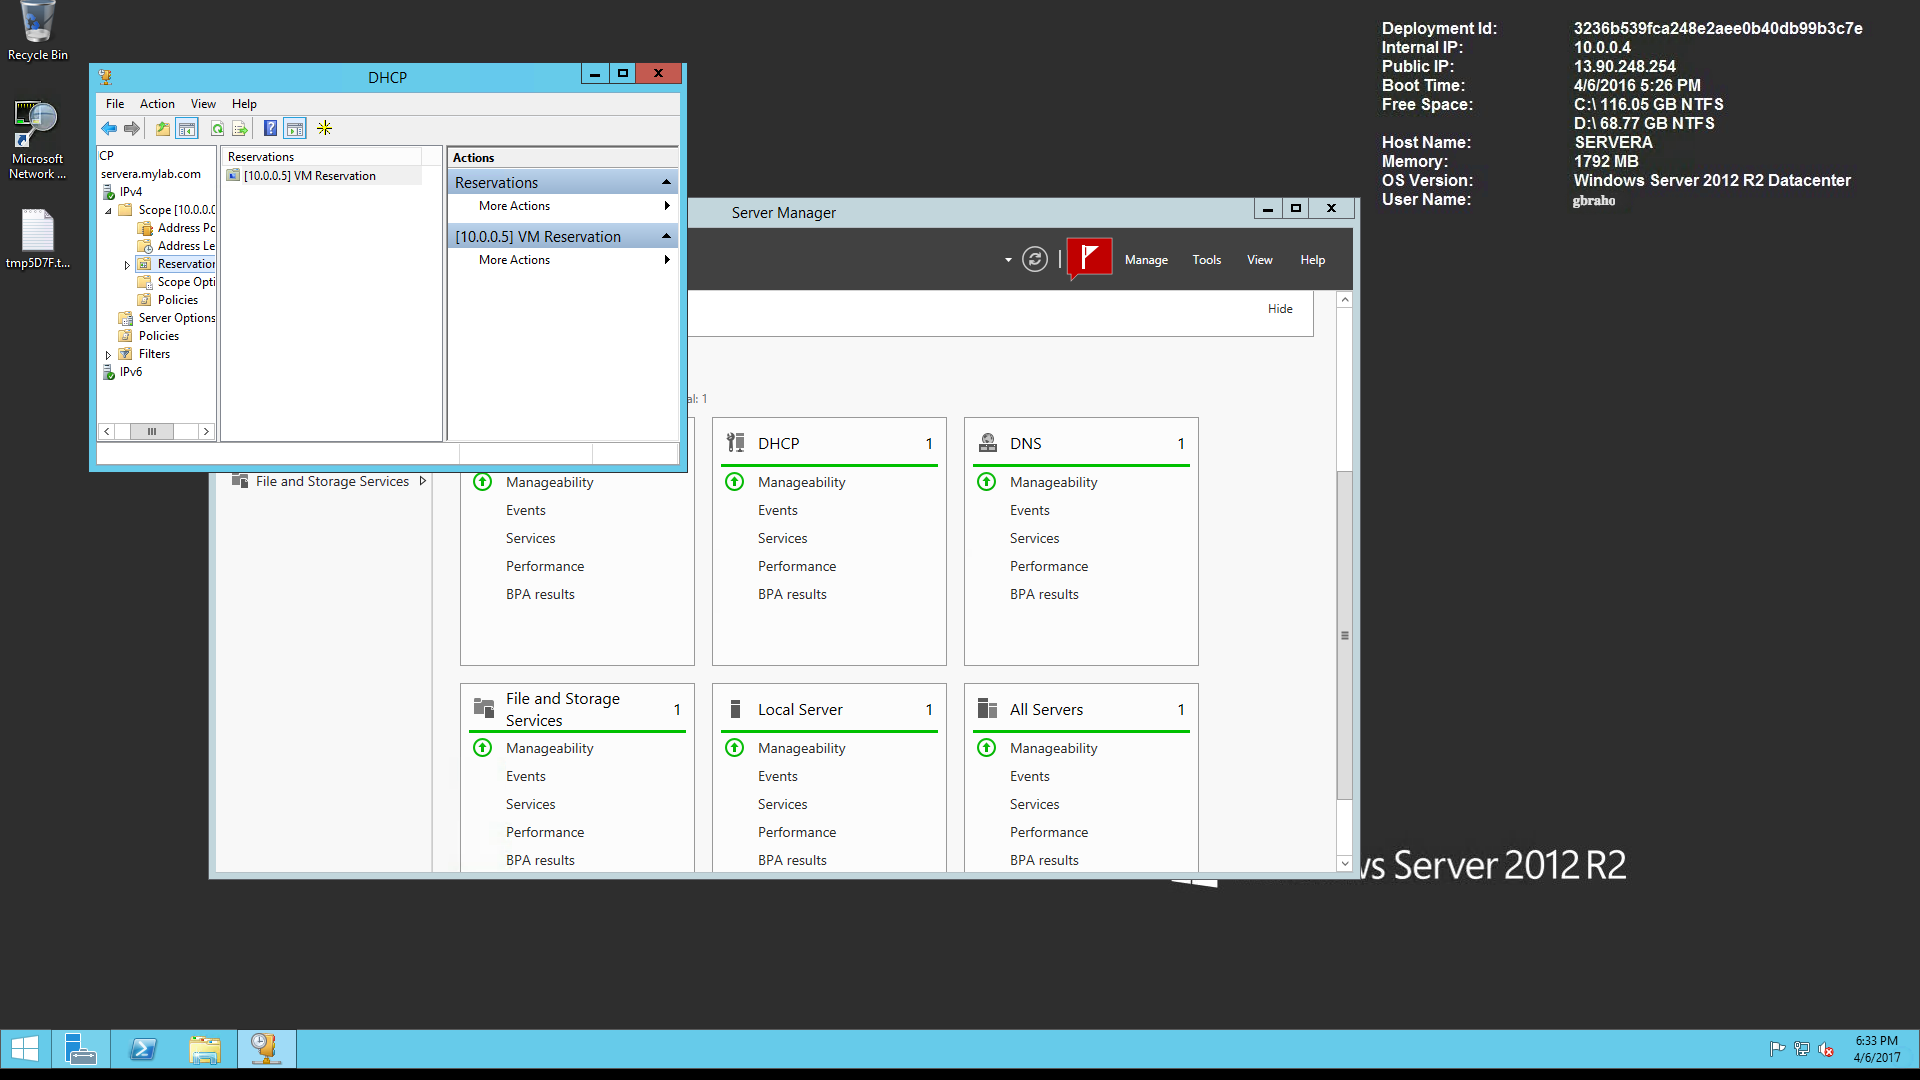 Recycle Bin
Microsoft
Network ...
tmp5D7F.t...
Deployment Id: 3236b539fca248e2aee0b40db99b3c7e
Internal IP: 10.0.0.4
Public IP: 13.90.248.254
Boot Time: 4/6/2016 5:26 PM
Free Space: C:\ 116.05 GB NTFS
D:\ 68.77 GB NTFS
Host Name: SERVERA
Memory: 1792 MB
OS Version: Windows Server 2012 R2 Datacenter
User Name: gbraho
DHCP
File Action View Help
CP
servera.mylab.com
IPv4
Scope [10.0.0.0
Address Po
Address Le
Reservation
Scope Opti
Policies
Server Options
Policies
Filters
IPv6
Reservations
[10.0.0.5] VM Reservation
Actions
Reservations
More Actions
[10.0.0.5] VM Reservation
More Actions
Server Manager
Manage Tools View Help
Hide
al: 1
File and Storage Services
Manageability
Events
Services
Performance
BPA results
DHCP 1
Manageability
Events
Services
Performance
BPA results
DNS 1
Manageability
Events
Services
Performance
BPA results
File and Storage
Services 1
Manageability
Events
Services
Performance
BPA results
Local Server 1
Manageability
Events
Services
Performance
BPA results
All Servers 1
Manageability
Events
Services
Performance
BPA results
ws Server 2012 R2
6:33 PM
4/6/2017